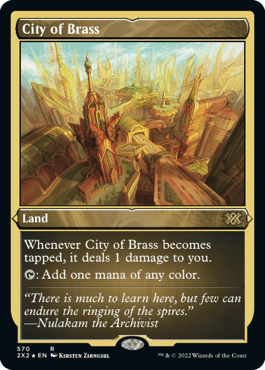 City of Brass
Land
Whenever City of Brass becomes
tapped, it deals 1 damage to you.
: Add one mana of any color.
“There is much to learn here, but few can
endure the ringing of the spires.”
—Nulakam the Archivist
570 R
2X2 ★ EN KIRSTEN ZIRNGIBL
™ & © 2022 Wizards of the Coast